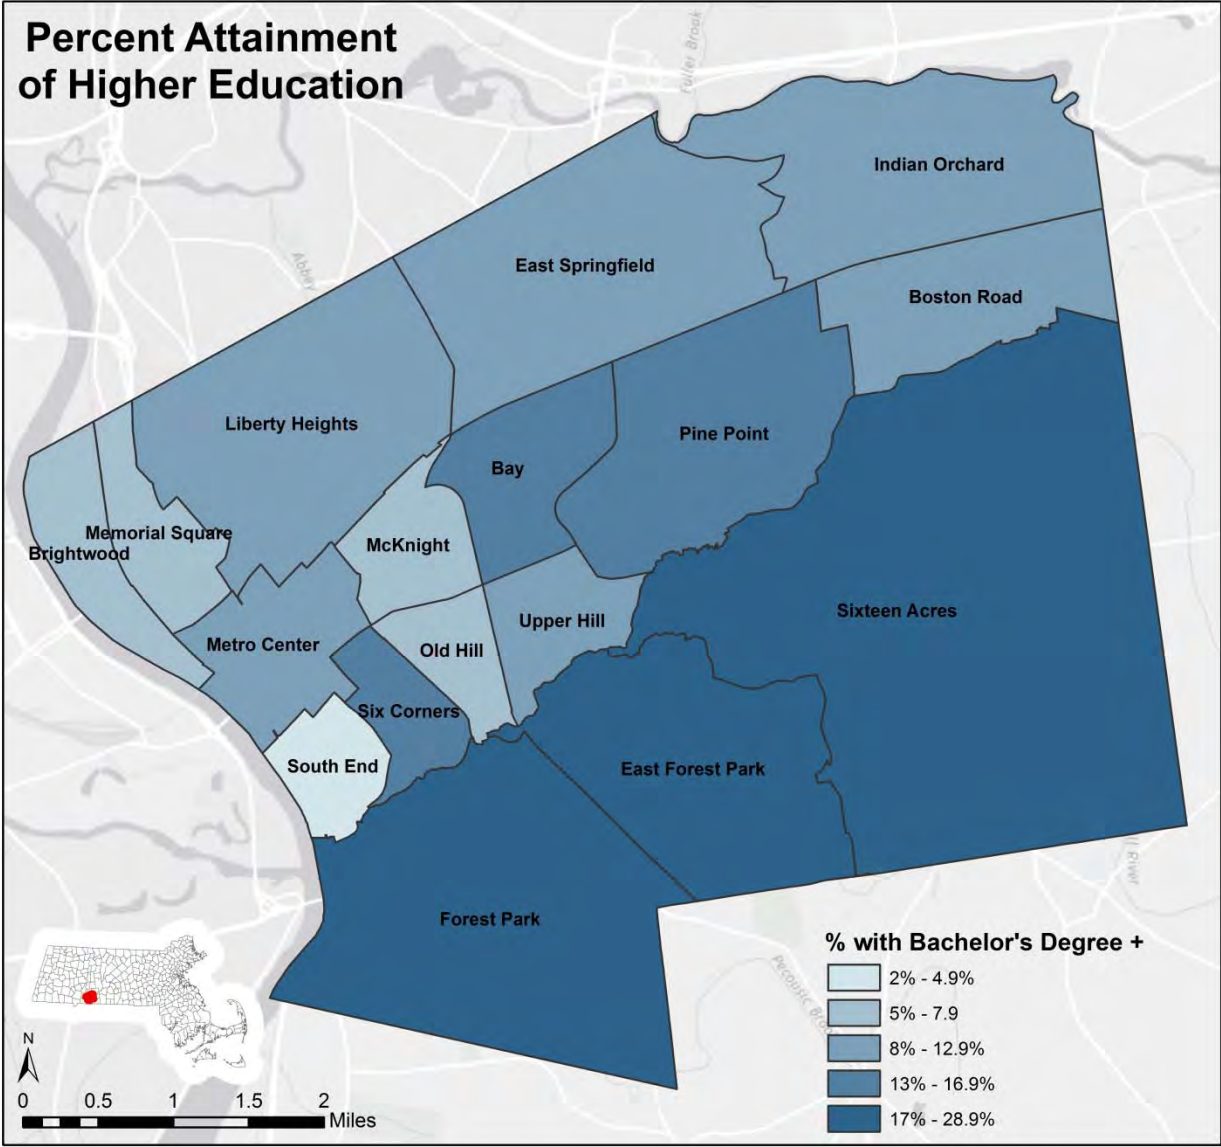 Percent Attainment
of Higher Education
Fuller Brook
Indian Orchard
Abbey
East Springfield
Boston Road
Liberty Heights
Pine Point
Bay
Memorial Square
Brightwood
McKnight
Sixteen Acres
Upper Hill
Metro Center
Old Hill
Six Corners
South End
East Forest Park
Forest Park
River
Pecousic Broo
% with Bachelor's Degree +
2% - 4.9%
5% - 7.9
8% - 12.9%
13% - 16.9%
17% - 28.9%
N
0 0.5 1 1.5 2
Miles